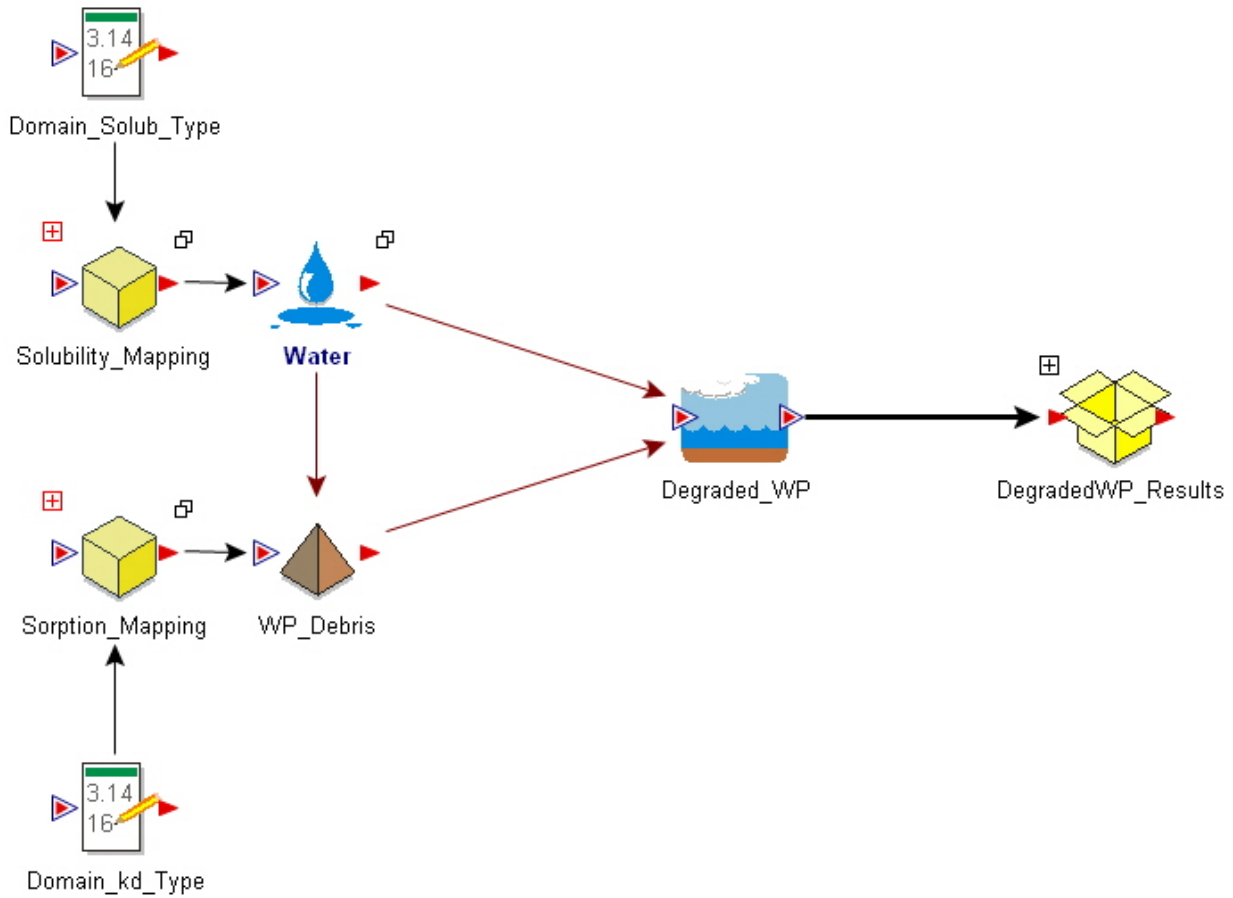 3.14
16
Domain_Solub_Type
Solubility_Mapping
Water
Degraded_WP
DegradedWP_Results
Sorption_Mapping
WP_Debris
3.14
16
Domain_kd_Type